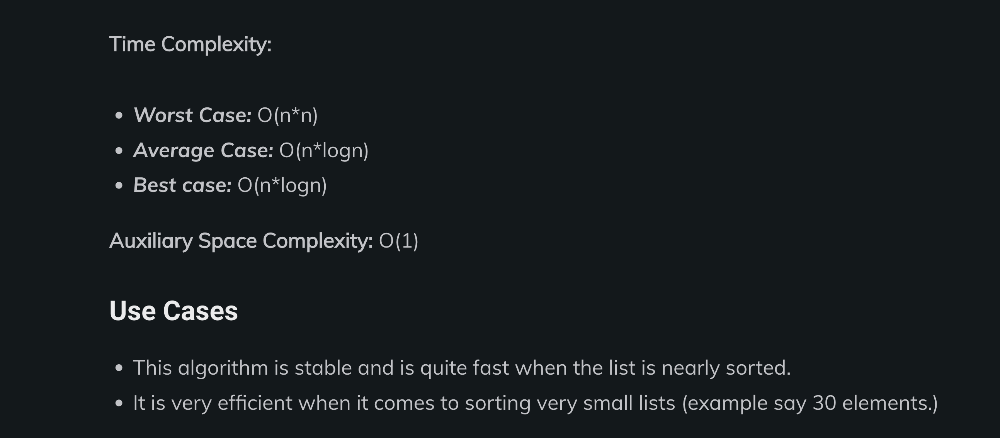 Time Complexity:
• Worst Case: O(n*n)
• Average Case: O(n*logn)
• Best case: O(n*logn)
Auxiliary Space Complexity: O(1)
Use Cases
• This algorithm is stable and is quite fast when the list is nearly sorted.
• It is very efficient when it comes to sorting very small lists (example say 30 elements.)